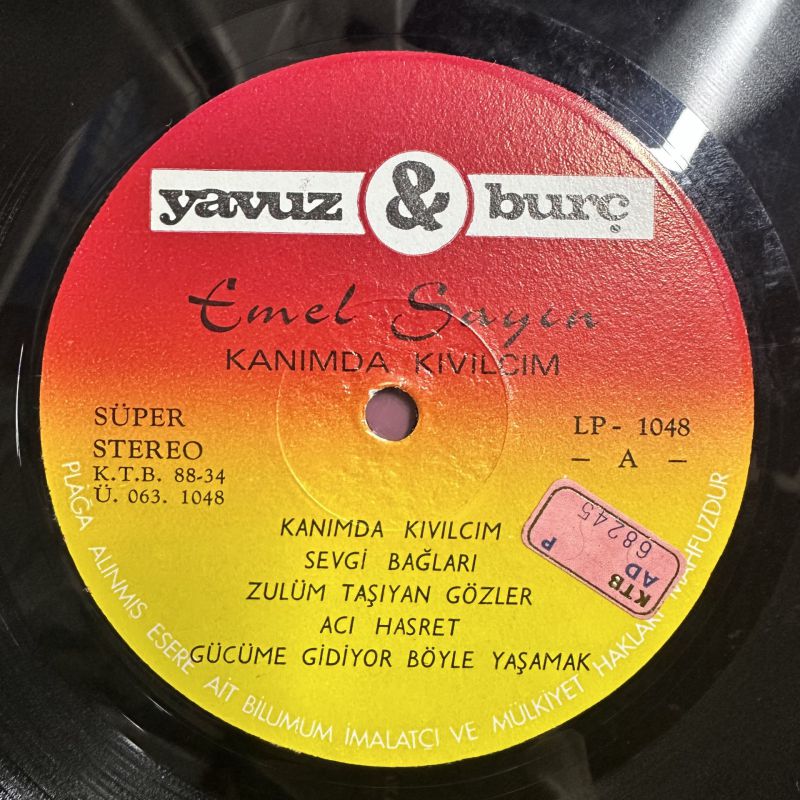 yavuz & burç
Emel Sayın
KANIMDA KIVILCIM
SÜPER
STEREO
K.T.B. 88-34
Ü. 063. 1048
LP - 1048
- A -
KANIMDA KIVILCIM
SEVGİ BAĞLARI
ZULÜM TAŞIYAN GÖZLER
ACI HASRET
GÜCÜME GİDİYOR BÖYLE YAŞAMAK
KTB
AD P
68245
PLAĞA ALINMIŞ ESERE AİT BİLUMUM İMALATÇI VE MÜLKİYET HAKLARI MAHFUZDUR